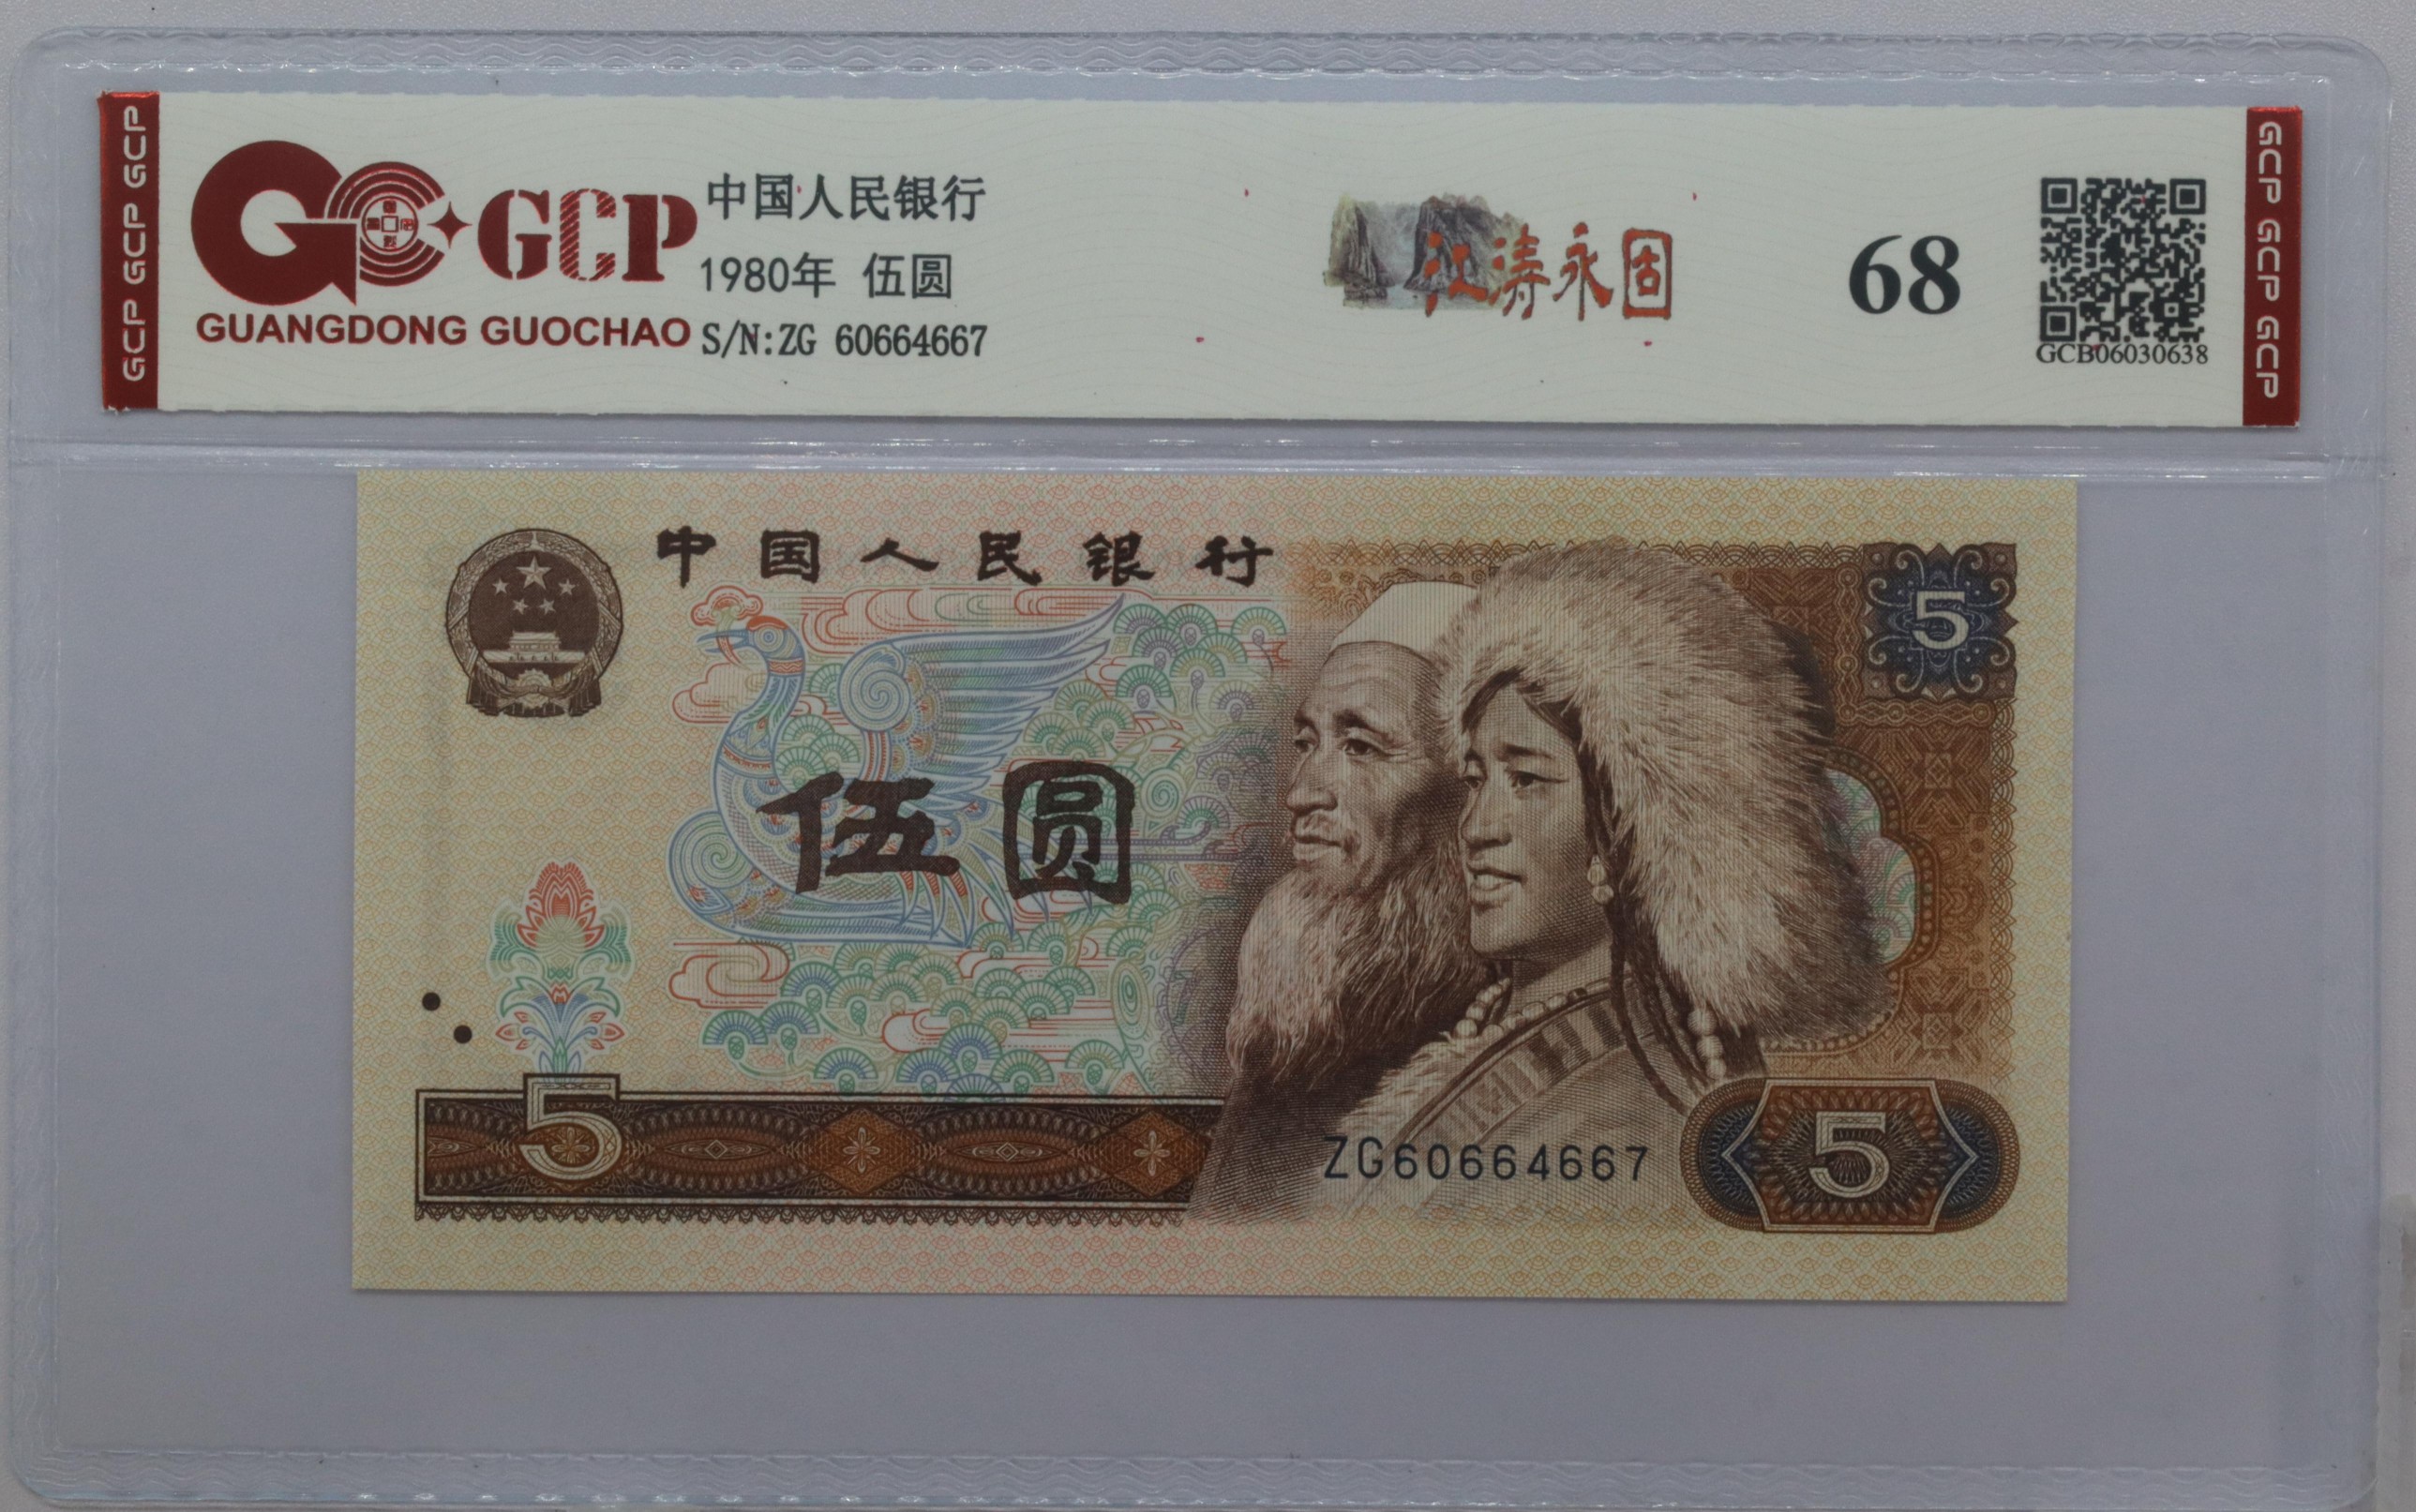 GCP GCP GCP
GCP
GUANGDONG GUOCHAO
中国人民银行
1980年 伍圆
S/N:ZG 60664667
江涛永固
68
GCB06030638
GCP GCP GCP
中国人民银行
5
伍圆
5
ZG60664667
5